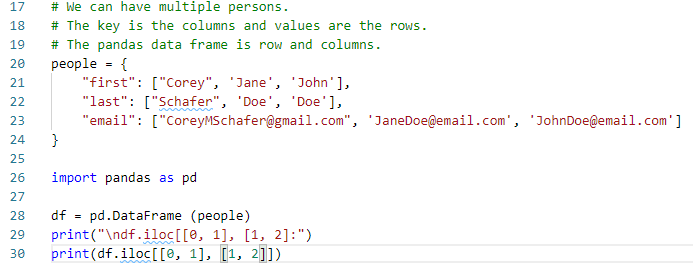 17 # We can have multiple persons.
18 # The key is the columns and values are the rows.
19 # The pandas data frame is row and columns.
20 people = {
21     "first": ["Corey", 'Jane', 'John'],
22     "last": ["Schafer", 'Doe', 'Doe'],
23     "email": ["CoreyMSchafer@gmail.com", 'JaneDoe@email.com', 'JohnDoe@email.com']
24 }
25
26 import pandas as pd
27
28 df = pd.DataFrame (people)
29 print("\ndf.iloc[[0, 1], [1, 2]:")
30 print(df.iloc[[0, 1], [1, 2]])